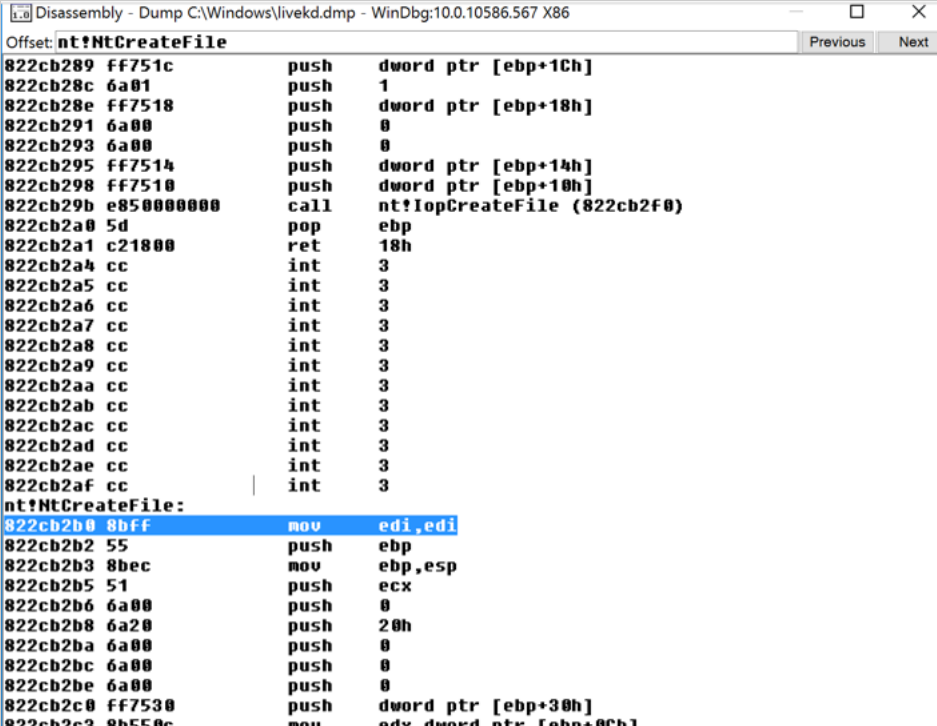 Disassembly - Dump C:\Windows\livekd.dmp - WinDbg:10.0.10586.567 X86
Offset: nt!NtCreateFile Previous Next
822cb289 ff751c push dword ptr [ebp+1Ch]
822cb28c 6a01 push 1
822cb28e ff7518 push dword ptr [ebp+18h]
822cb291 6a00 push 0
822cb293 6a00 push 0
822cb295 ff7514 push dword ptr [ebp+14h]
822cb298 ff7510 push dword ptr [ebp+10h]
822cb29b e850000000 call nt!IopCreateFile (822cb2f0)
822cb2a0 5d pop ebp
822cb2a1 c21800 ret 18h
822cb2a4 cc int 3
822cb2a5 cc int 3
822cb2a6 cc int 3
822cb2a7 cc int 3
822cb2a8 cc int 3
822cb2a9 cc int 3
822cb2aa cc int 3
822cb2ab cc int 3
822cb2ac cc int 3
822cb2ad cc int 3
822cb2ae cc int 3
822cb2af cc int 3
nt!NtCreateFile:
822cb2b0 8bff mov edi,edi
822cb2b2 55 push ebp
822cb2b3 8bec mov ebp,esp
822cb2b5 51 push ecx
822cb2b6 6a00 push 0
822cb2b8 6a20 push 20h
822cb2ba 6a00 push 0
822cb2bc 6a00 push 0
822cb2be 6a00 push 0
822cb2c0 ff7530 push dword ptr [ebp+30h]
822cb2c3 8b550c mov edx,dword ptr [ebp+0Ch]